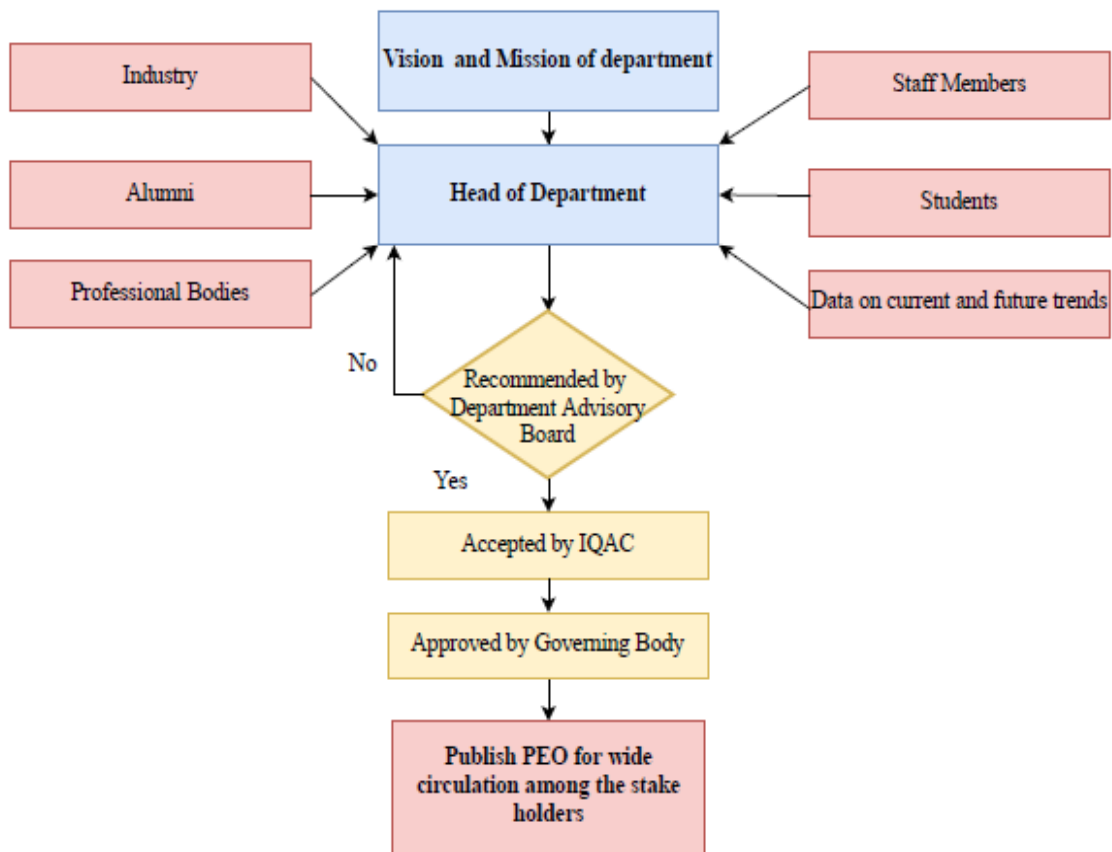 Vision and Mission of department
Industry
Staff Members
Head of Department
Alumni
Students
Professional Bodies
Data on current and future trends
No
Recommended by
Department Advisory
Board
Yes
Accepted by IQAC
Approved by Governing Body
Publish PEO for wide
circulation among the stake
holders